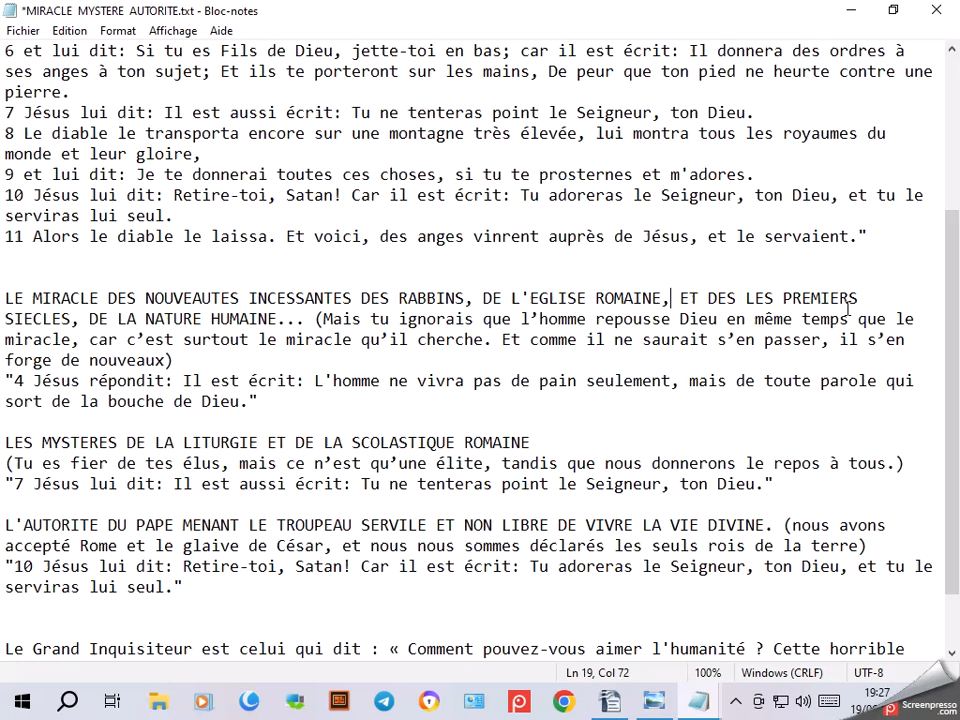 *MIRACLE  MYSTERE  AUTORITE.txt - Bloc-notes
Fichier Edition Format Affichage Aide
6 et lui dit: Si tu es Fils de Dieu, jette-toi en bas; car il est écrit: Il donnera des ordres à
ses anges à ton sujet; Et ils te porteront sur les mains, De peur que ton pied ne heurte contre une
pierre.
7 Jésus lui dit: Il est aussi écrit: Tu ne tenteras point le Seigneur, ton Dieu.
8 Le diable le transporta encore sur une montagne très élevée, lui montra tous les royaumes du
monde et leur gloire,
9 et lui dit: Je te donnerai toutes ces choses, si tu te prosternes et m'adores.
10 Jésus lui dit: Retire-toi, Satan! Car il est écrit: Tu adoreras le Seigneur, ton Dieu, et tu le
serviras lui seul.
11 Alors le diable le laissa. Et voici, des anges vinrent auprès de Jésus, et le servaient."
LE MIRACLE DES NOUVEAUTES INCESSANTES DES RABBINS, DE L'EGLISE ROMAINE, ET DES LES PREMIERS
SIECLES, DE LA NATURE HUMAINE... (Mais tu ignorais que l’homme repousse Dieu en même temps que le
miracle, car c’est surtout le miracle qu’il cherche. Et comme il ne saurait s’en passer, il s’en
forge de nouveaux)
"4 Jésus répondit: Il est écrit: L'homme ne vivra pas de pain seulement, mais de toute parole qui
sort de la bouche de Dieu."
LES MYSTERES DE LA LITURGIE ET DE LA SCOLASTIQUE ROMAINE
(Tu es fier de tes élus, mais ce n’est qu’une élite, tandis que nous donnerons le repos à tous.)
"7 Jésus lui dit: Il est aussi écrit: Tu ne tenteras point le Seigneur, ton Dieu."
L'AUTORITE DU PAPE MENANT LE TROUPEAU SERVILE ET NON LIBRE DE VIVRE LA VIE DIVINE. (nous avons
accepté Rome et le glaive de César, et nous nous sommes déclarés les seuls rois de la terre)
"10 Jésus lui dit: Retire-toi, Satan! Car il est écrit: Tu adoreras le Seigneur, ton Dieu, et tu le
serviras lui seul."
Le Grand Inquisiteur est celui qui dit : « Comment pouvez-vous aimer l'humanité ? Cette horrible
Ln 19, Col 72 100% Windows (CRLF) UTF-8
19:27
Screenpresso
.com